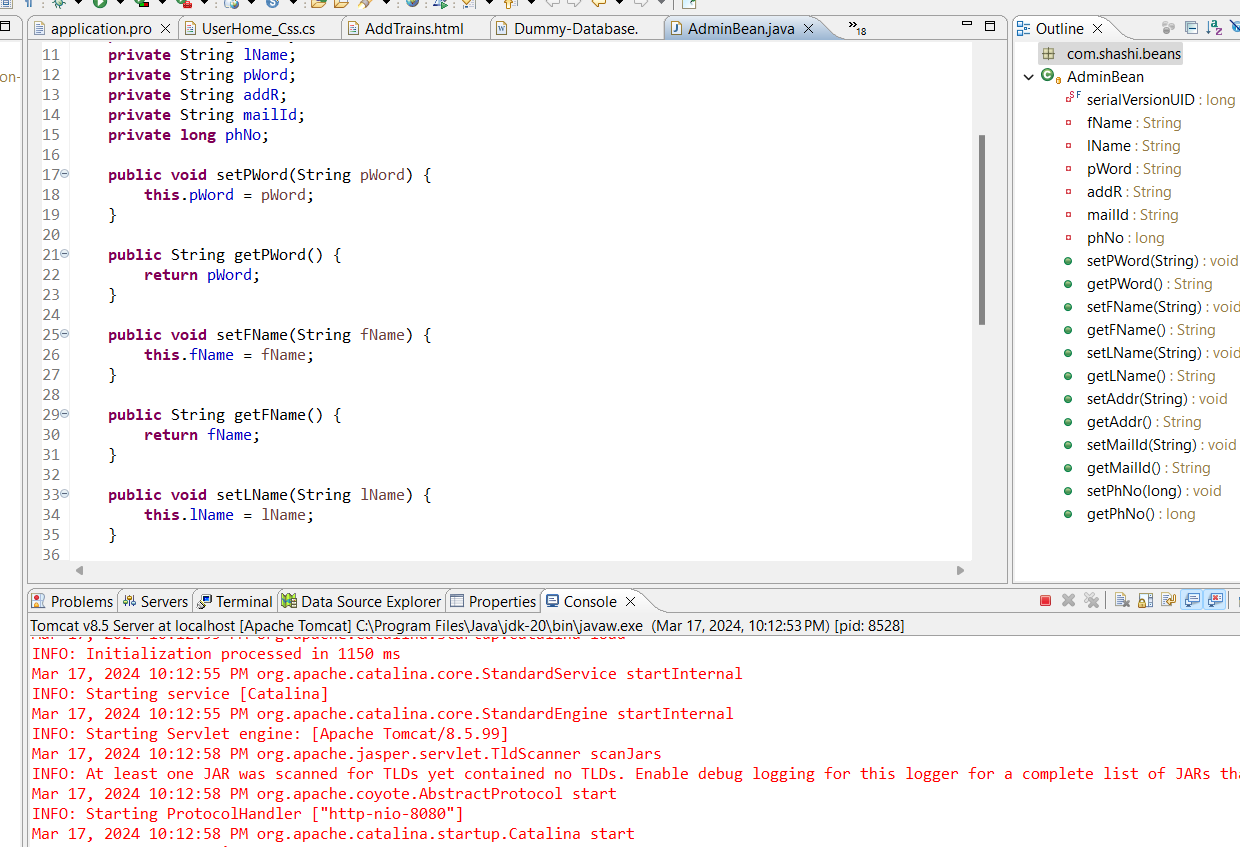 application.pro
UserHome_Css.cs
AddTrains.html
Dummy-Database.
AdminBean.java
18
Outline
on-
11 private String lName;
12 private String pWord;
13 private String addR;
14 private String mailId;
15 private long phNo;
16
17 public void setPWord(String pWord) {
18 this.pWord = pWord;
19 }
20
21 public String getPWord() {
22 return pWord;
23 }
24
25 public void setFName(String fName) {
26 this.fName = fName;
27 }
28
29 public String getFName() {
30 return fName;
31 }
32
33 public void setLName(String lName) {
34 this.lName = lName;
35 }
36
com.shashi.beans
AdminBean
serialVersionUID : long
fName : String
lName : String
pWord : String
addR : String
mailId : String
phNo : long
setPWord(String) : void
getPWord() : String
setFName(String) : void
getFName() : String
setLName(String) : void
getLName() : String
setAddr(String) : void
getAddr() : String
setMailId(String) : void
getMailId() : String
setPhNo(long) : void
getPhNo() : long
Problems Servers Terminal Data Source Explorer Properties Console
Tomcat v8.5 Server at localhost [Apache Tomcat] C:\Program Files\Java\jdk-20\bin\javaw.exe (Mar 17, 2024, 10:12:53 PM) [pid: 8528]
INFO: Initialization processed in 1150 ms
Mar 17, 2024 10:12:55 PM org.apache.catalina.core.StandardService startInternal
INFO: Starting service [Catalina]
Mar 17, 2024 10:12:55 PM org.apache.catalina.core.StandardEngine startInternal
INFO: Starting Servlet engine: [Apache Tomcat/8.5.99]
Mar 17, 2024 10:12:58 PM org.apache.jasper.servlet.TldScanner scanJars
INFO: At least one JAR was scanned for TLDs yet contained no TLDs. Enable debug logging for this logger for a complete list of JARs tha
Mar 17, 2024 10:12:58 PM org.apache.coyote.AbstractProtocol start
INFO: Starting ProtocolHandler ["http-nio-8080"]
Mar 17, 2024 10:12:58 PM org.apache.catalina.startup.Catalina start